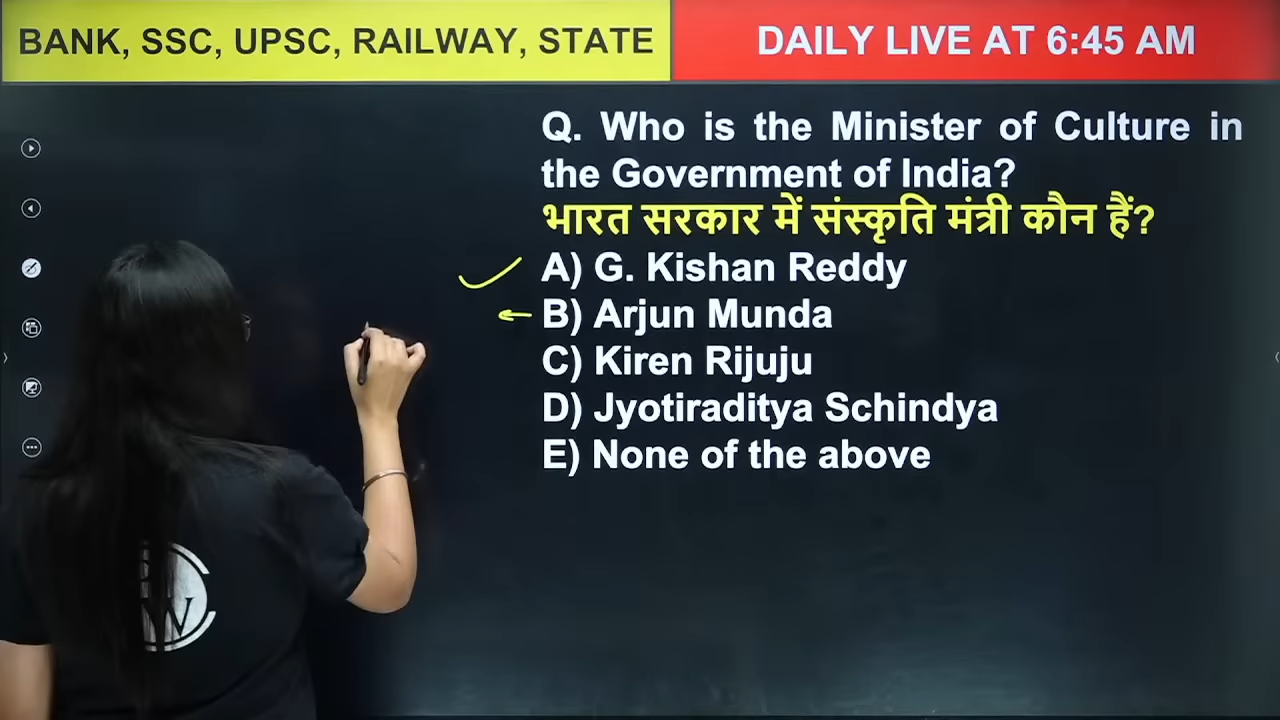 BANK, SSC, UPSC, RAILWAY, STATE
DAILY LIVE AT 6:45 AM
Q. Who is the Minister of Culture in
the Government of India?
भारत सरकार में संस्कृति मंत्री कौन हैं?
A) G. Kishan Reddy
B) Arjun Munda
C) Kiren Rijuju
D) Jyotiraditya Schindya
E) None of the above
W